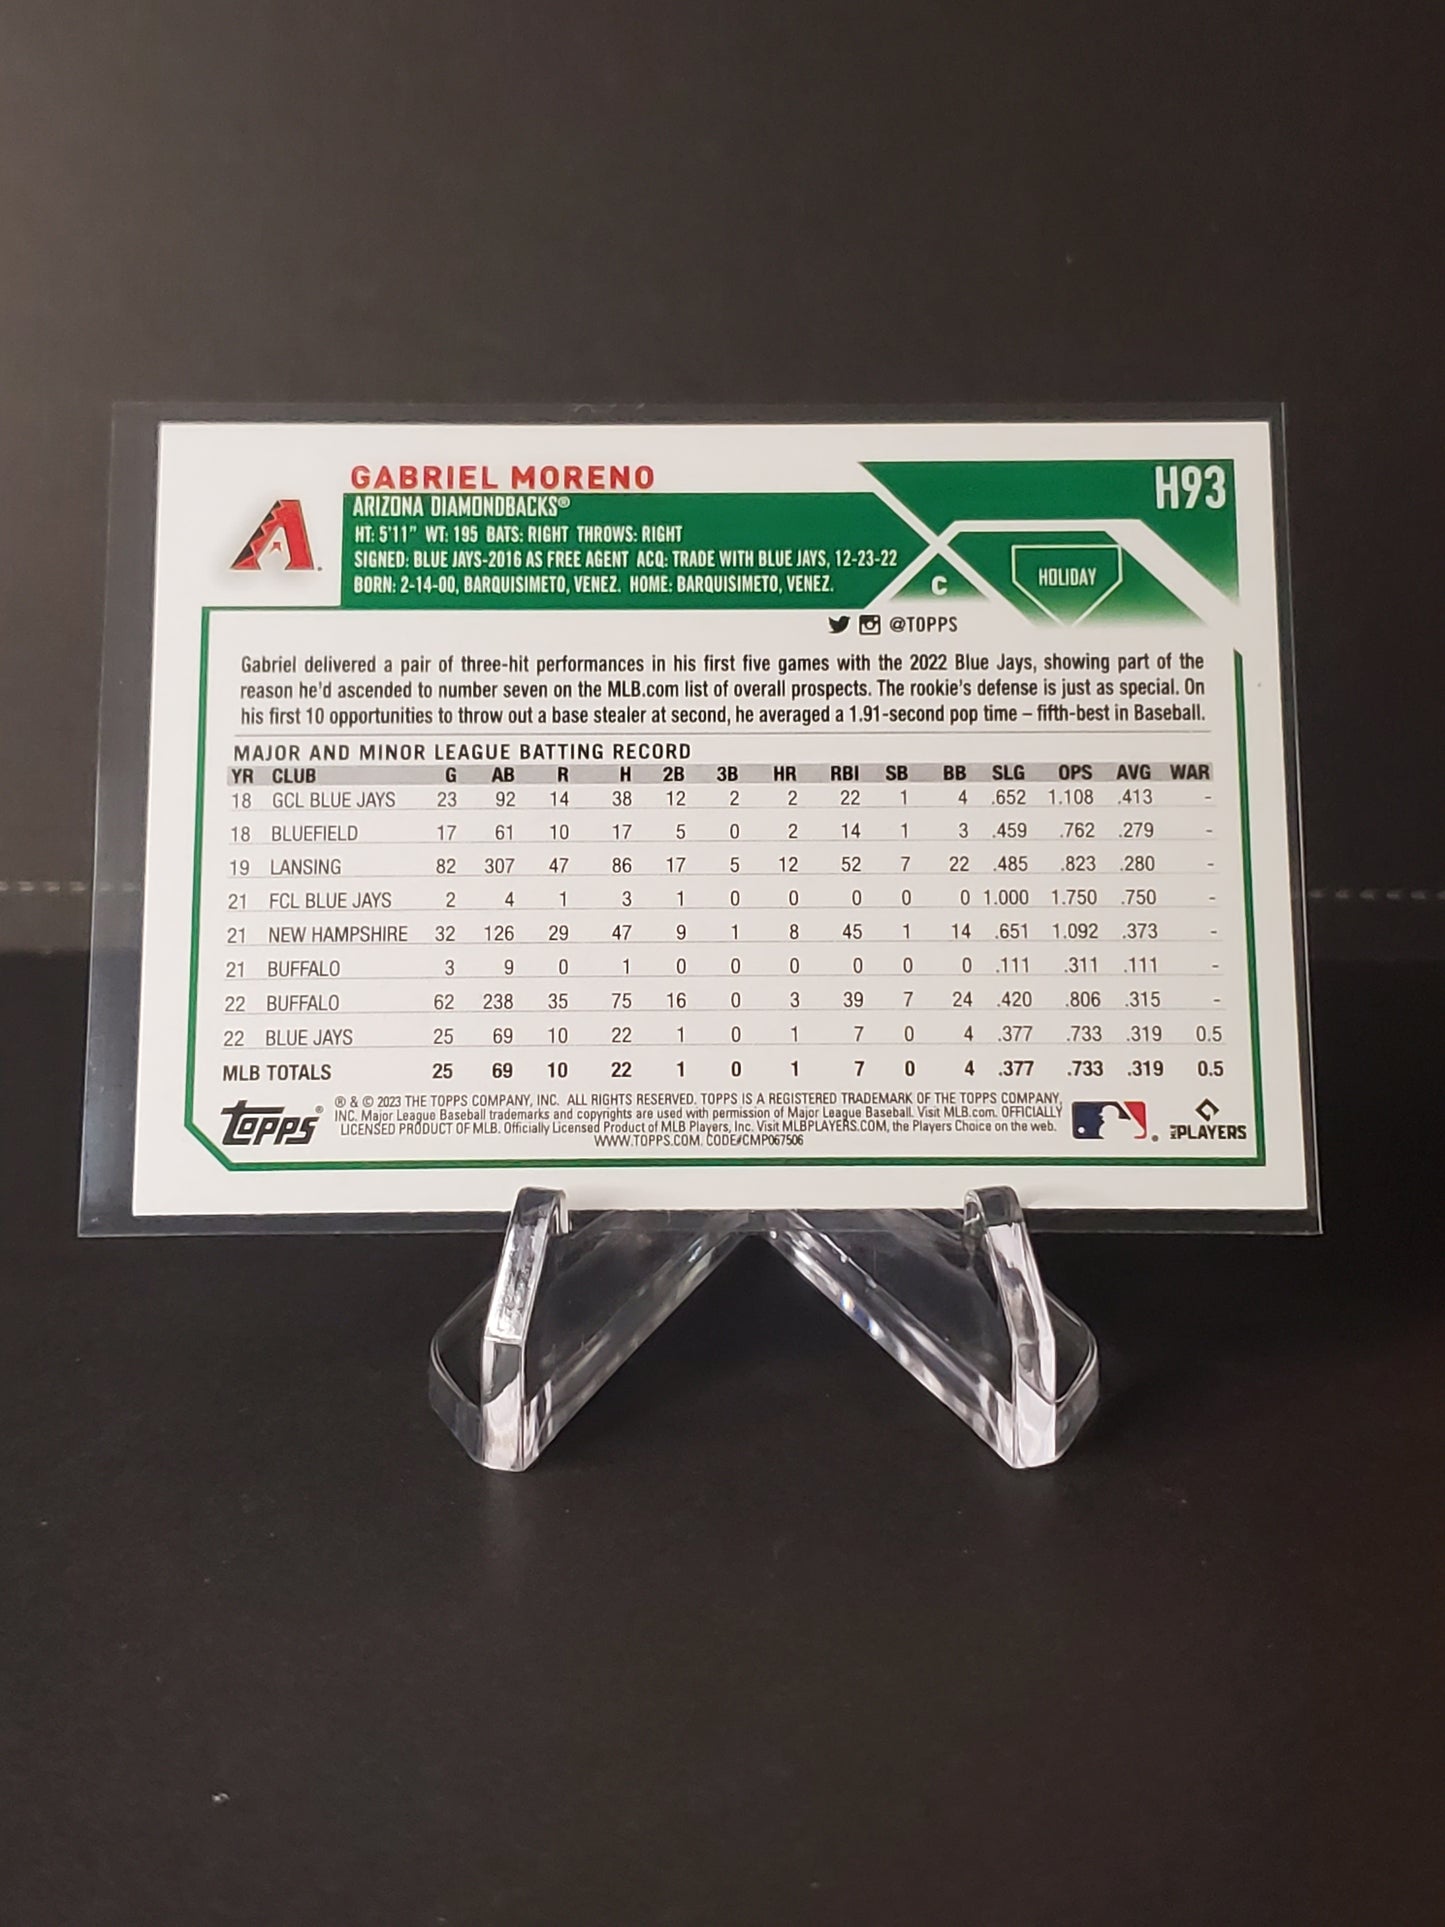 GABRIEL MORENO
H93
ARIZONA DIAMONDBACKS®
HT: 5'11" WT: 195 BATS: RIGHT THROWS: RIGHT
SIGNED: BLUE JAYS-2016 AS FREE AGENT ACQ: TRADE WITH BLUE JAYS, 12-23-22
BORN: 2-14-00, BARQUISIMETO, VENEZ. HOME: BARQUISIMETO, VENEZ.
C
HOLIDAY
@TOPPS
Gabriel delivered a pair of three-hit performances in his first five games with the 2022 Blue Jays, showing part of the
reason he'd ascended to number seven on the MLB.com list of overall prospects. The rookie's defense is just as special. On
his first 10 opportunities to throw out a base stealer at second, he averaged a 1.91-second pop time – fifth-best in Baseball.
MAJOR AND MINOR LEAGUE BATTING RECORD
YR CLUB G AB R H 2B 3B HR RBI SB BB SLG OPS AVG WAR
18 GCL BLUE JAYS 23 92 14 38 12 2 2 22 1 4 .652 1.108 .413 -
18 BLUEFIELD 17 61 10 17 5 0 2 14 1 3 .459 .762 .279 -
19 LANSING 82 307 47 86 17 5 12 52 7 22 .485 .823 .280 -
21 FCL BLUE JAYS 2 4 1 3 1 0 0 0 0 0 1.000 1.750 .750 -
21 NEW HAMPSHIRE 32 126 29 47 9 1 8 45 1 14 .651 1.092 .373 -
21 BUFFALO 3 9 0 1 0 0 0 0 0 0 .111 .311 .111 -
22 BUFFALO 62 238 35 75 16 0 3 39 7 24 .420 .806 .315 -
22 BLUE JAYS 25 69 10 22 1 0 1 7 0 4 .377 .733 .319 0.5
MLB TOTALS 25 69 10 22 1 0 1 7 0 4 .377 .733 .319 0.5
Topps®
® & © 2023 THE TOPPS COMPANY, INC. ALL RIGHTS RESERVED. TOPPS IS A REGISTERED TRADEMARK OF THE TOPPS COMPANY,
INC. Major League Baseball trademarks and copyrights are used with permission of Major League Baseball. Visit MLB.com. OFFICIALLY
LICENSED PRODUCT OF MLB. Officially Licensed Product of MLB Players, Inc. Visit MLBPLAYERS.COM, the Players Choice on the web.
WWW.TOPPS.COM. CODE#CMP067506
MLB PLAYERS